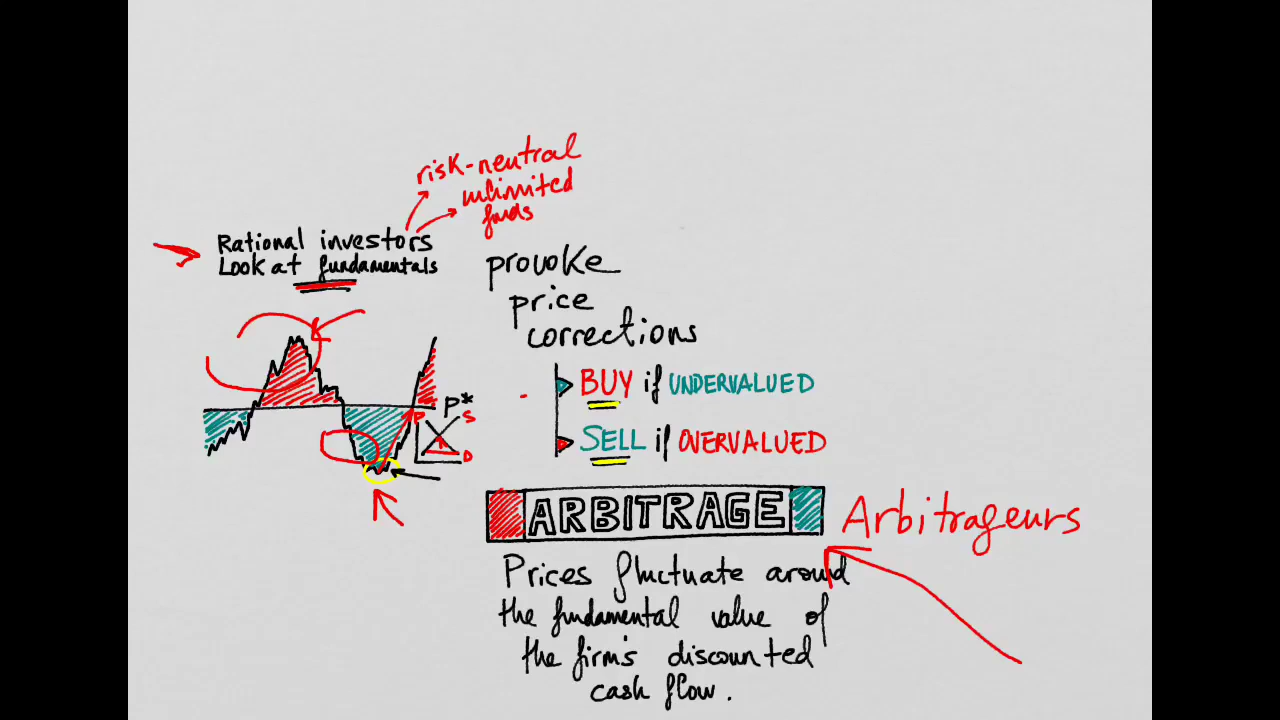 risk-neutral
unlimited
funds
Rational investors
Look at fundamentals
provoke
price
corrections
BUY if UNDERVALUED
SELL if OVERVALUED
P*
P
S
D
ARBITRAGE
Arbitrageurs
Prices fluctuate around
the fundamental value of
the firm's discounted
cash flow.